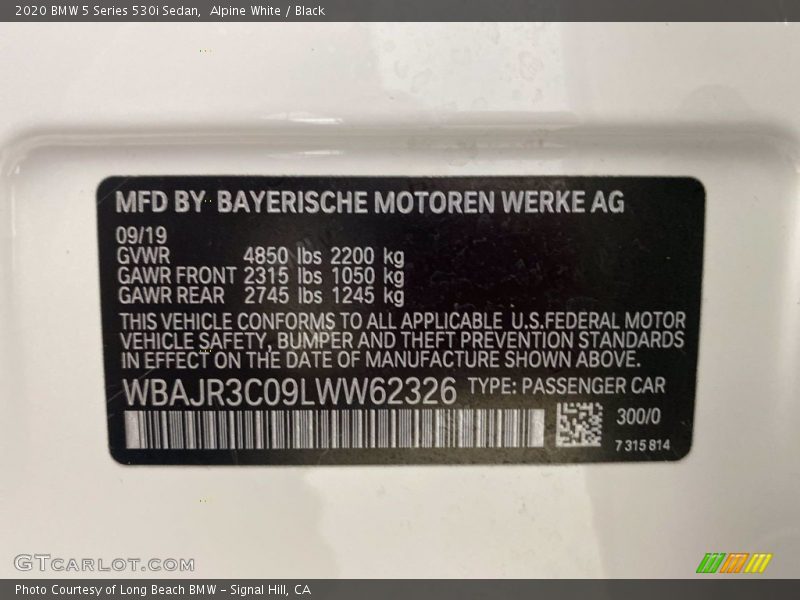 2020 BMW 5 Series 530i Sedan,  Alpine White / Black
MFD BY BAYERISCHE MOTOREN WERKE AG
09/19
GVWR 4850 lbs 2200 kg
GAWR FRONT 2315 lbs 1050 kg
GAWR REAR 2745 lbs 1245 kg
THIS VEHICLE CONFORMS TO ALL APPLICABLE U.S.FEDERAL MOTOR
VEHICLE SAFETY, BUMPER AND THEFT PREVENTION STANDARDS
IN EFFECT ON THE DATE OF MANUFACTURE SHOWN ABOVE.
WBAJR3C09LWW62326 TYPE: PASSENGER CAR
300/0
7 315 814
GTCarLot.com
Photo Courtesy of Long Beach BMW - Signal Hill, CA